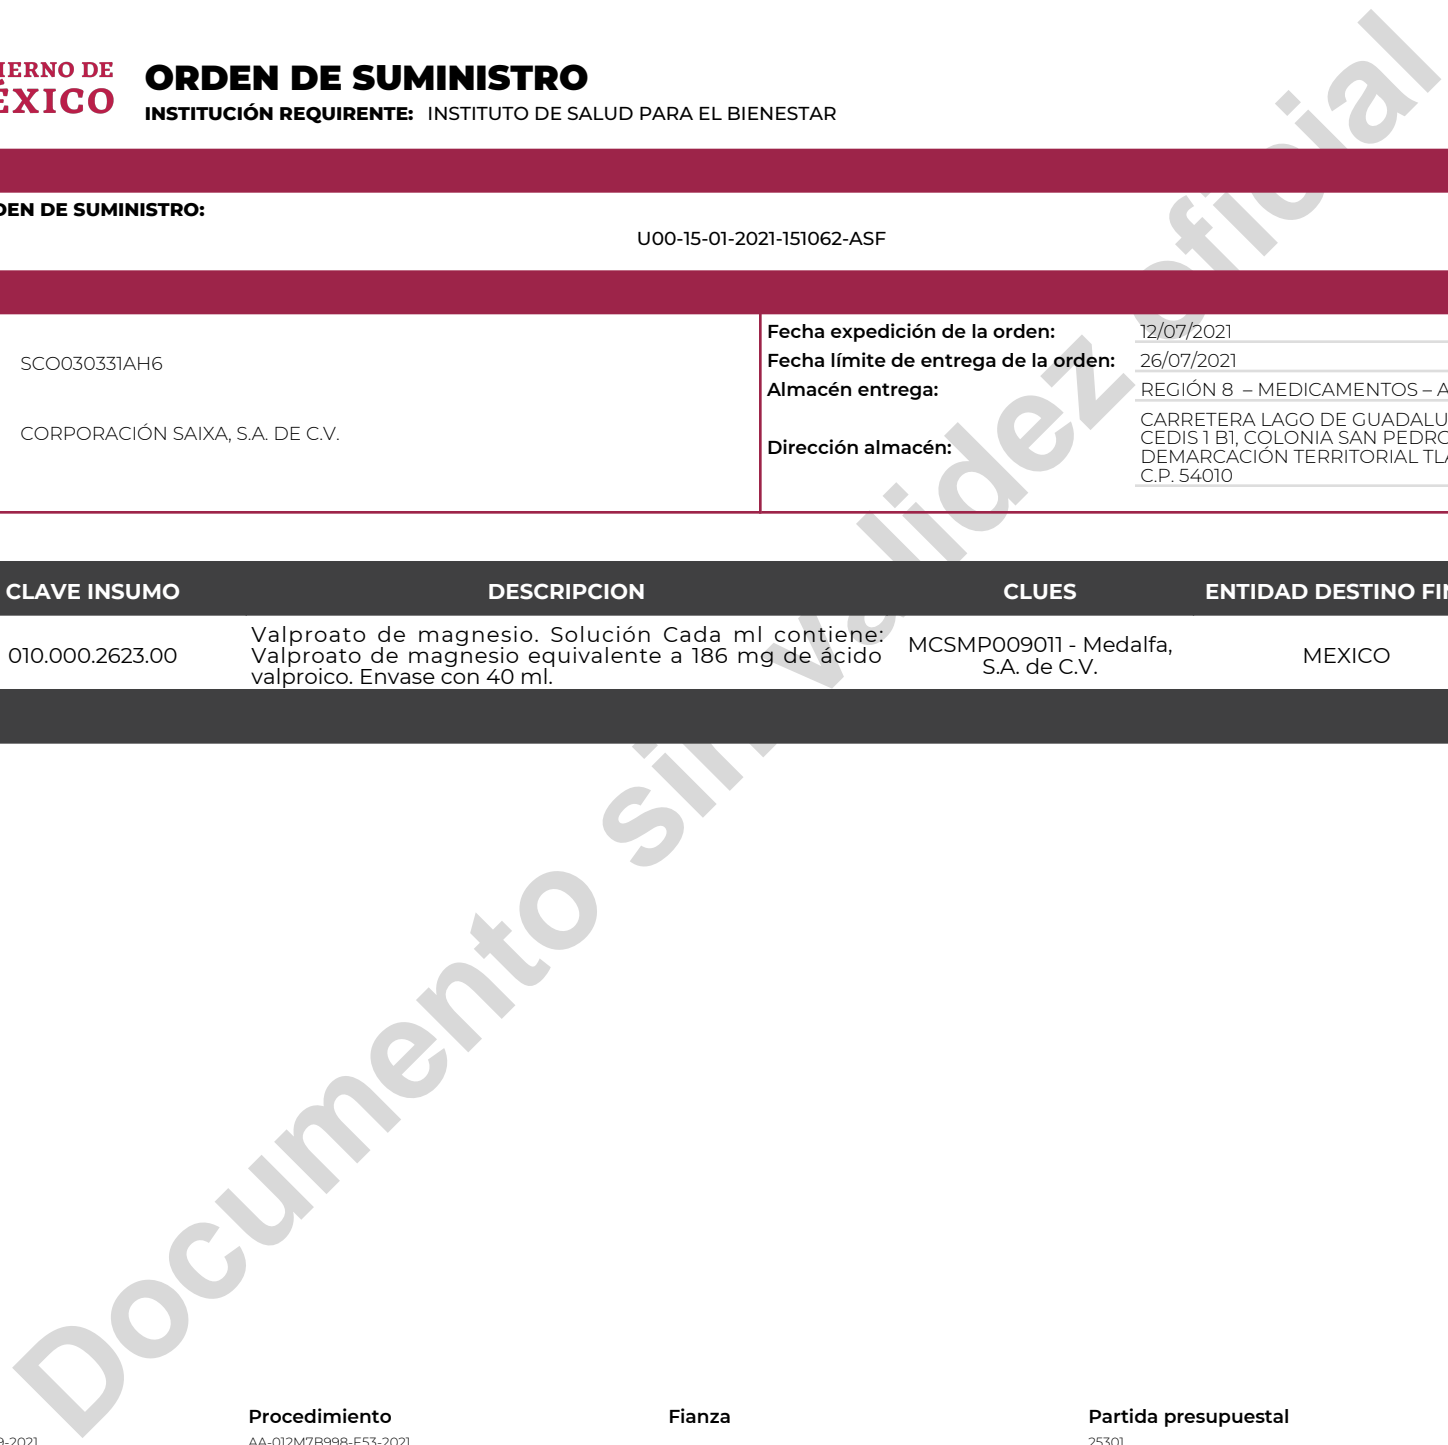 IERNO DE
ÉXICO
ORDEN DE SUMINISTRO
INSTITUCIÓN REQUIRENTE: INSTITUTO DE SALUD PARA EL BIENESTAR
DEN DE SUMINISTRO:
U00-15-01-2021-151062-ASF
SCO030331AH6
CORPORACIÓN SAIXA, S.A. DE C.V.
Fecha expedición de la orden: 12/07/2021
Fecha límite de entrega de la orden: 26/07/2021
Almacén entrega: REGIÓN 8 – MEDICAMENTOS – A
Dirección almacén:
CARRETERA LAGO DE GUADALU
CEDIS 1 B1, COLONIA SAN PEDRO
DEMARCACIÓN TERRITORIAL TLA
C.P. 54010
CLAVE INSUMO DESCRIPCION CLUES ENTIDAD DESTINO FIN
010.000.2623.00
Valproato de magnesio. Solución Cada ml contiene:
Valproato de magnesio equivalente a 186 mg de ácido
valproico. Envase con 40 ml.
MCSMP009011 - Medalfa,
S.A. de C.V.
MEXICO
Documento sin validez oficial
Procedimiento Fianza Partida presupuestal
9-2021 AA-012M7B998-E53-2021 25301